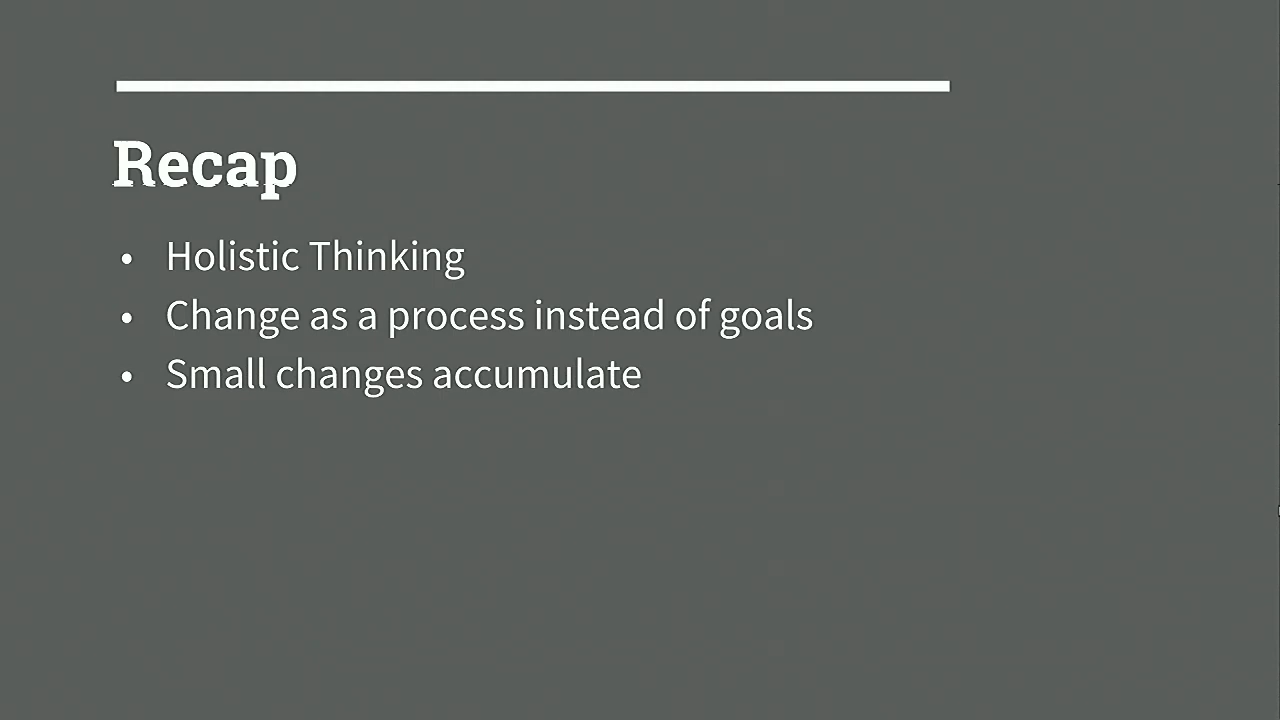 Recap
• Holistic Thinking
• Change as a process instead of goals
• Small changes accumulate